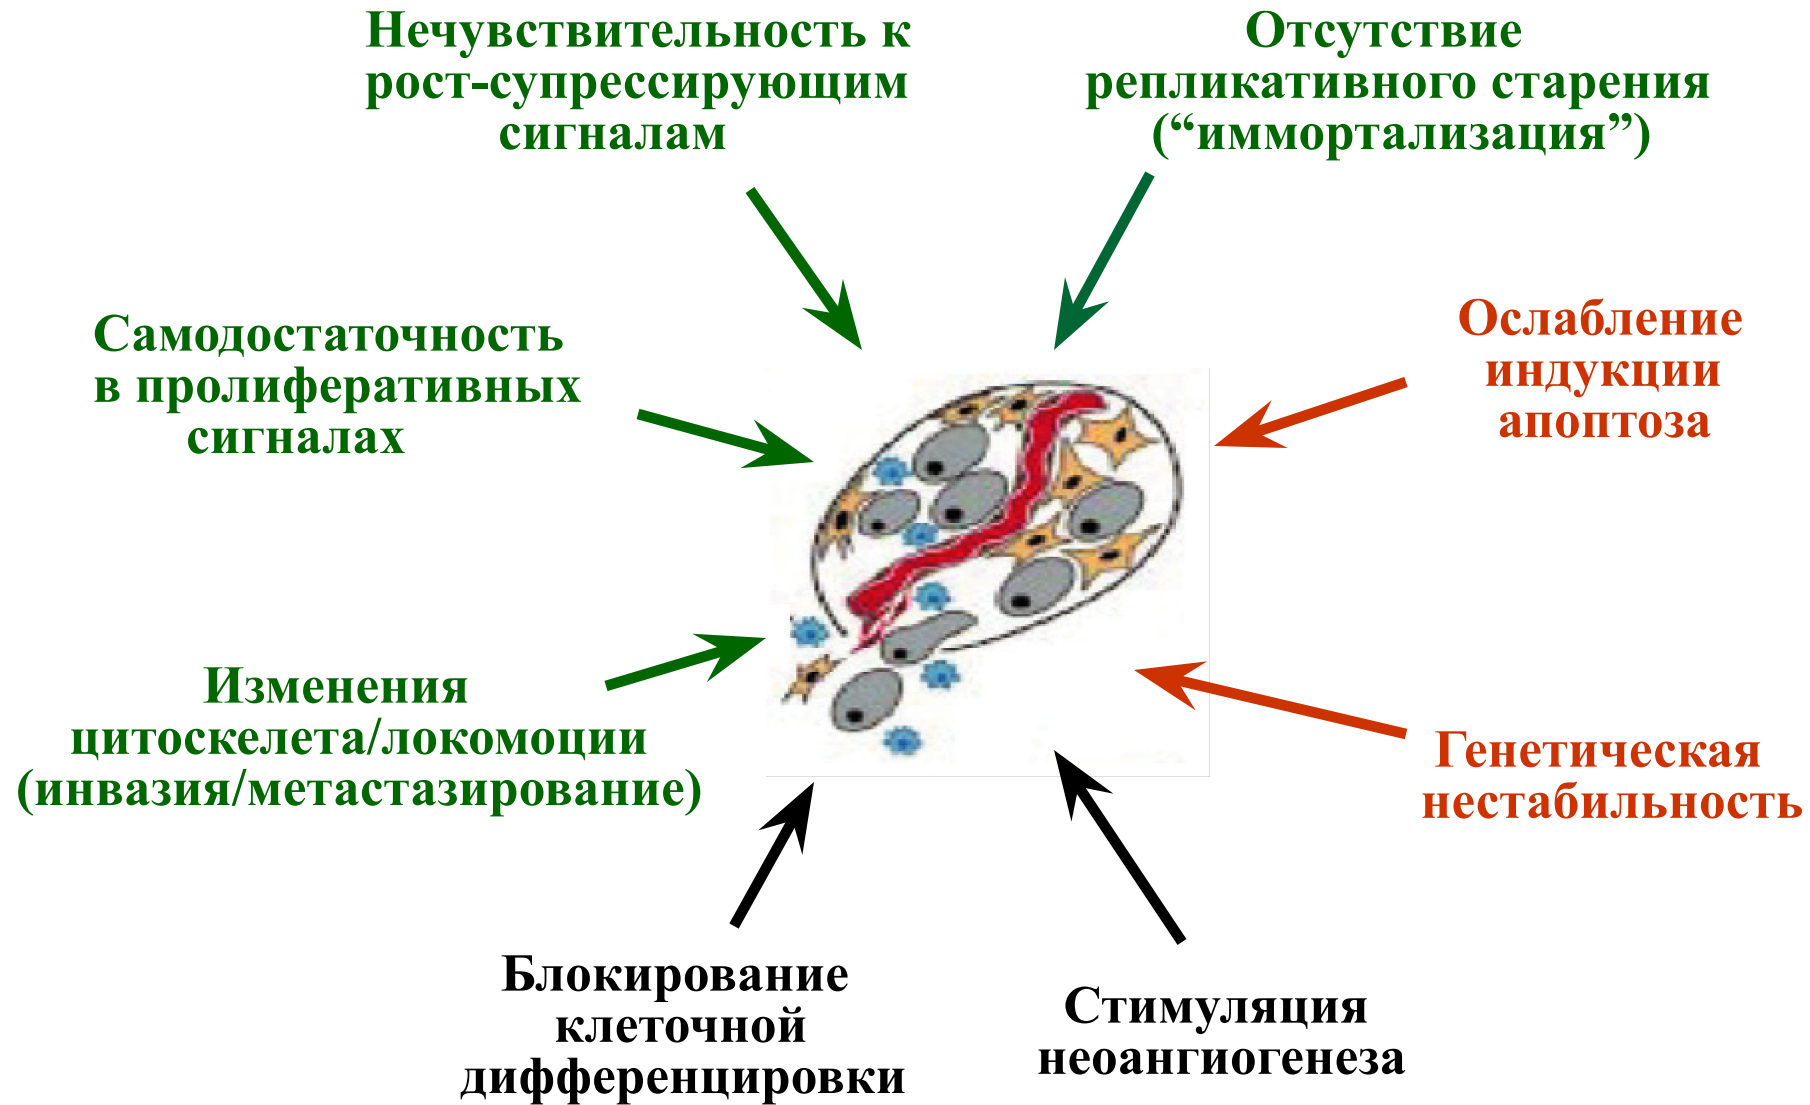 Нечувствительность к
рост-супрессирующим
сигналам
Отсутствие
репликативного старения
(“иммортализация”)
Самодостаточность
в пролиферативных
сигналах
Ослабление
индукции
апоптоза
Изменения
цитоскелета/локомоции
(инвазия/метастазирование)
Генетическая
нестабильность
Блокирование
клеточной
дифференцировки
Стимуляция
неоангиогенеза